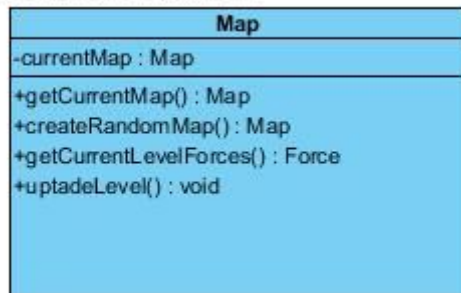 Map
-currentMap : Map
+getCurrentMap() : Map
+createRandomMap() : Map
+getCurrentLevelForces() : Force
+uptadeLevel() : void